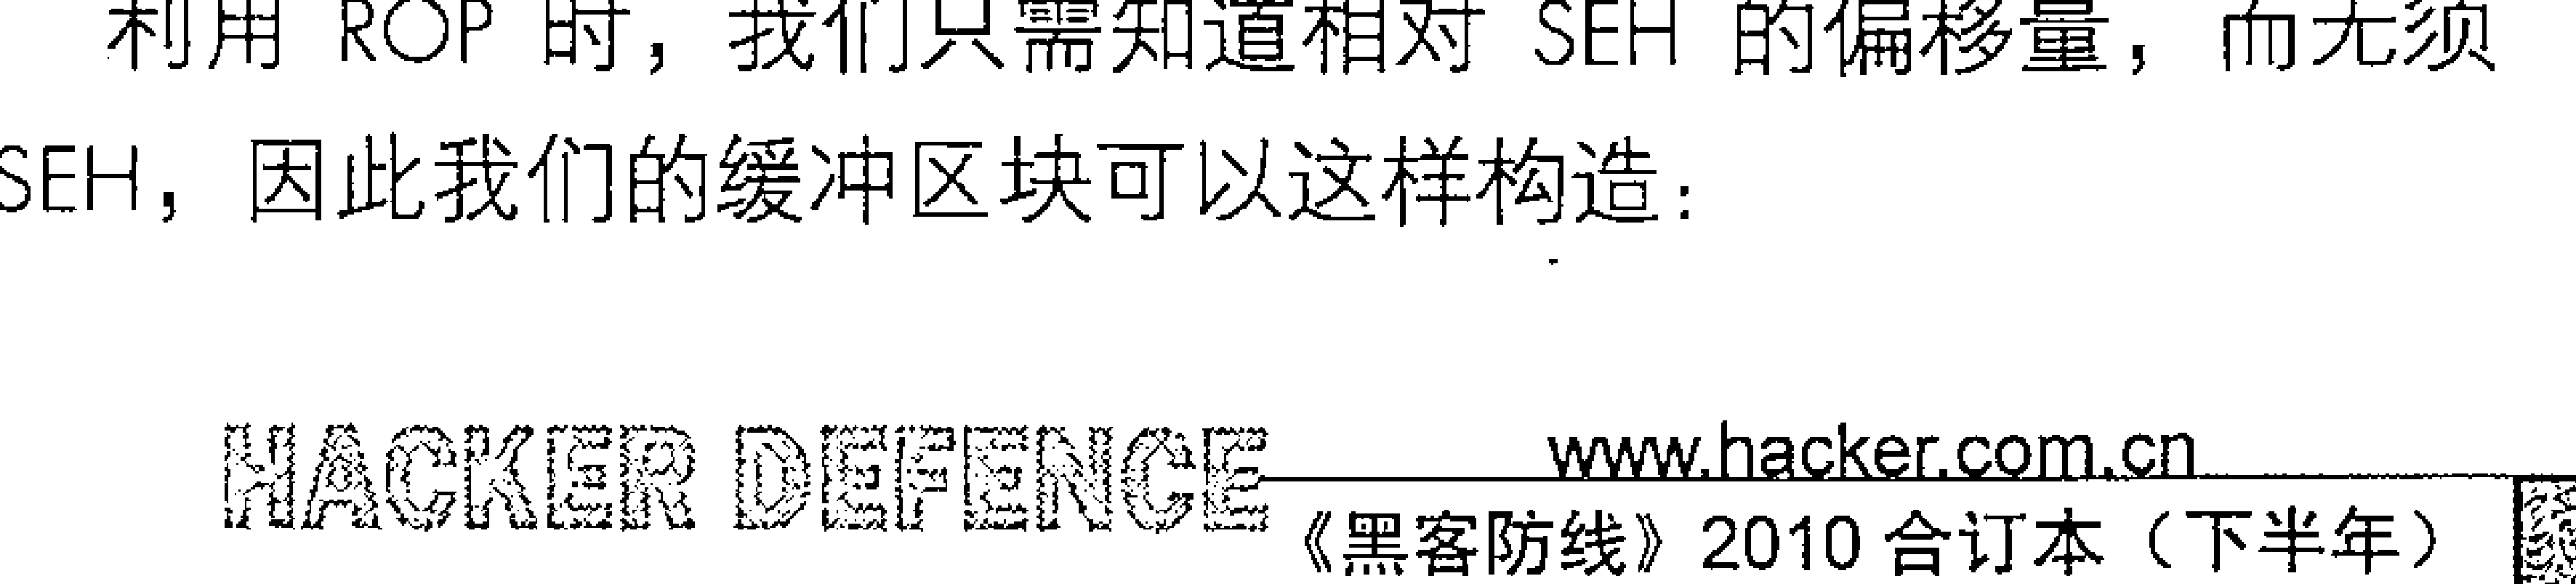 利用 ROP 时，我们只需知道相对 SEH 的偏移量，而无须
SEH，因此我们的缓冲区块可以这样构造：
HACKER DEFENCE
www.hacker.com.cn
《黑客防线》2010 合订本（下半年）